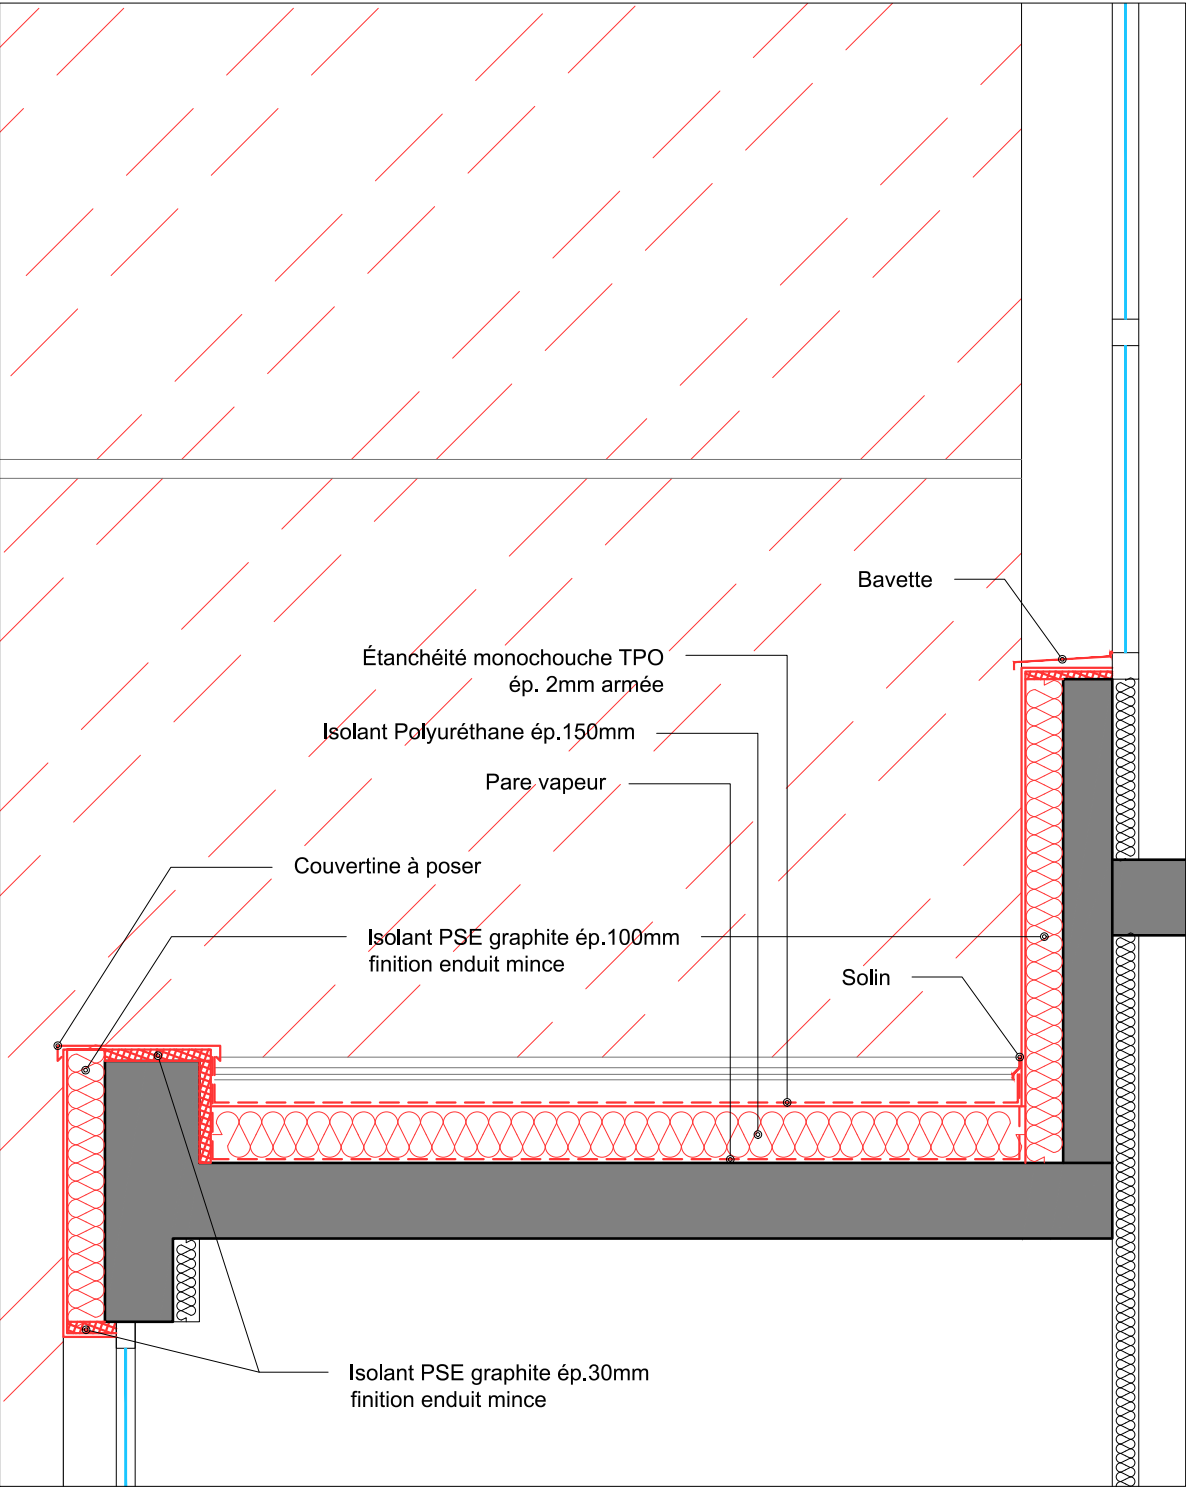 Bavette
Étanchéité monochouche TPO
ép. 2mm armée
Isolant Polyuréthane ép.150mm
Pare vapeur
Couvertine à poser
Isolant PSE graphite ép.100mm
finition enduit mince
Solin
Isolant PSE graphite ép.30mm
finition enduit mince